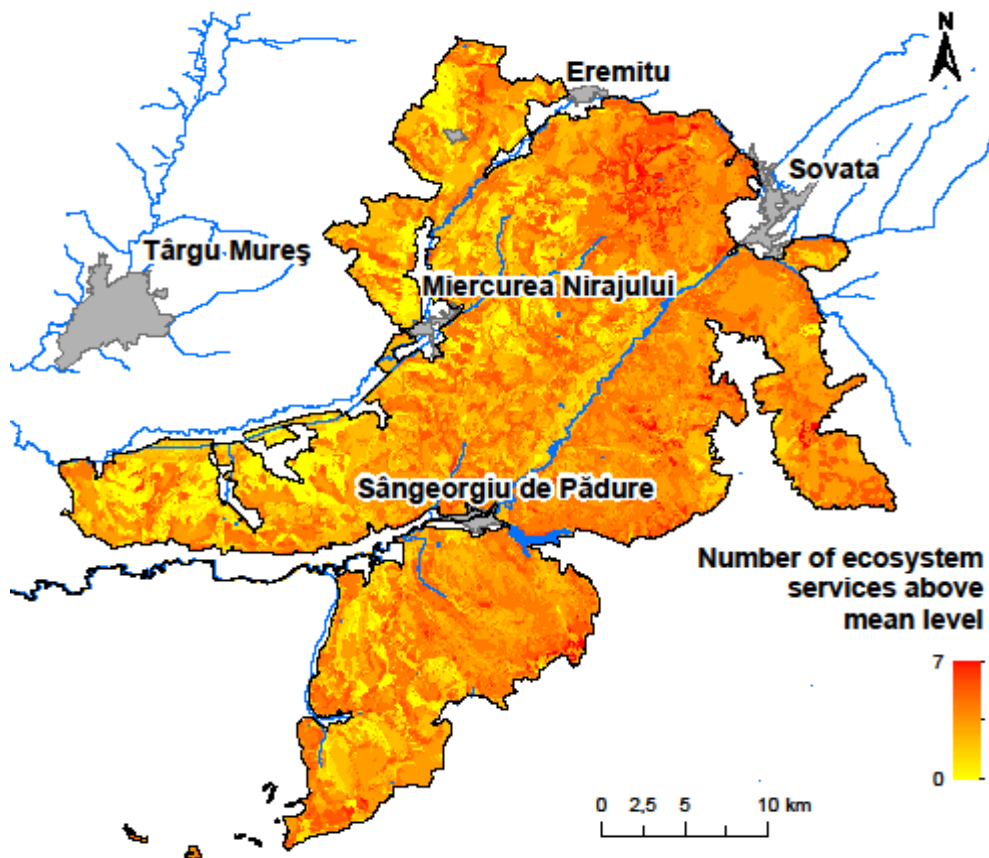 N
Eremitu
Sovata
Târgu Mureş
Miercurea Nirajului
Sângeorgiu de Pădure
Number of ecosystem
services above
mean level
7
0
0 2,5 5 10 km